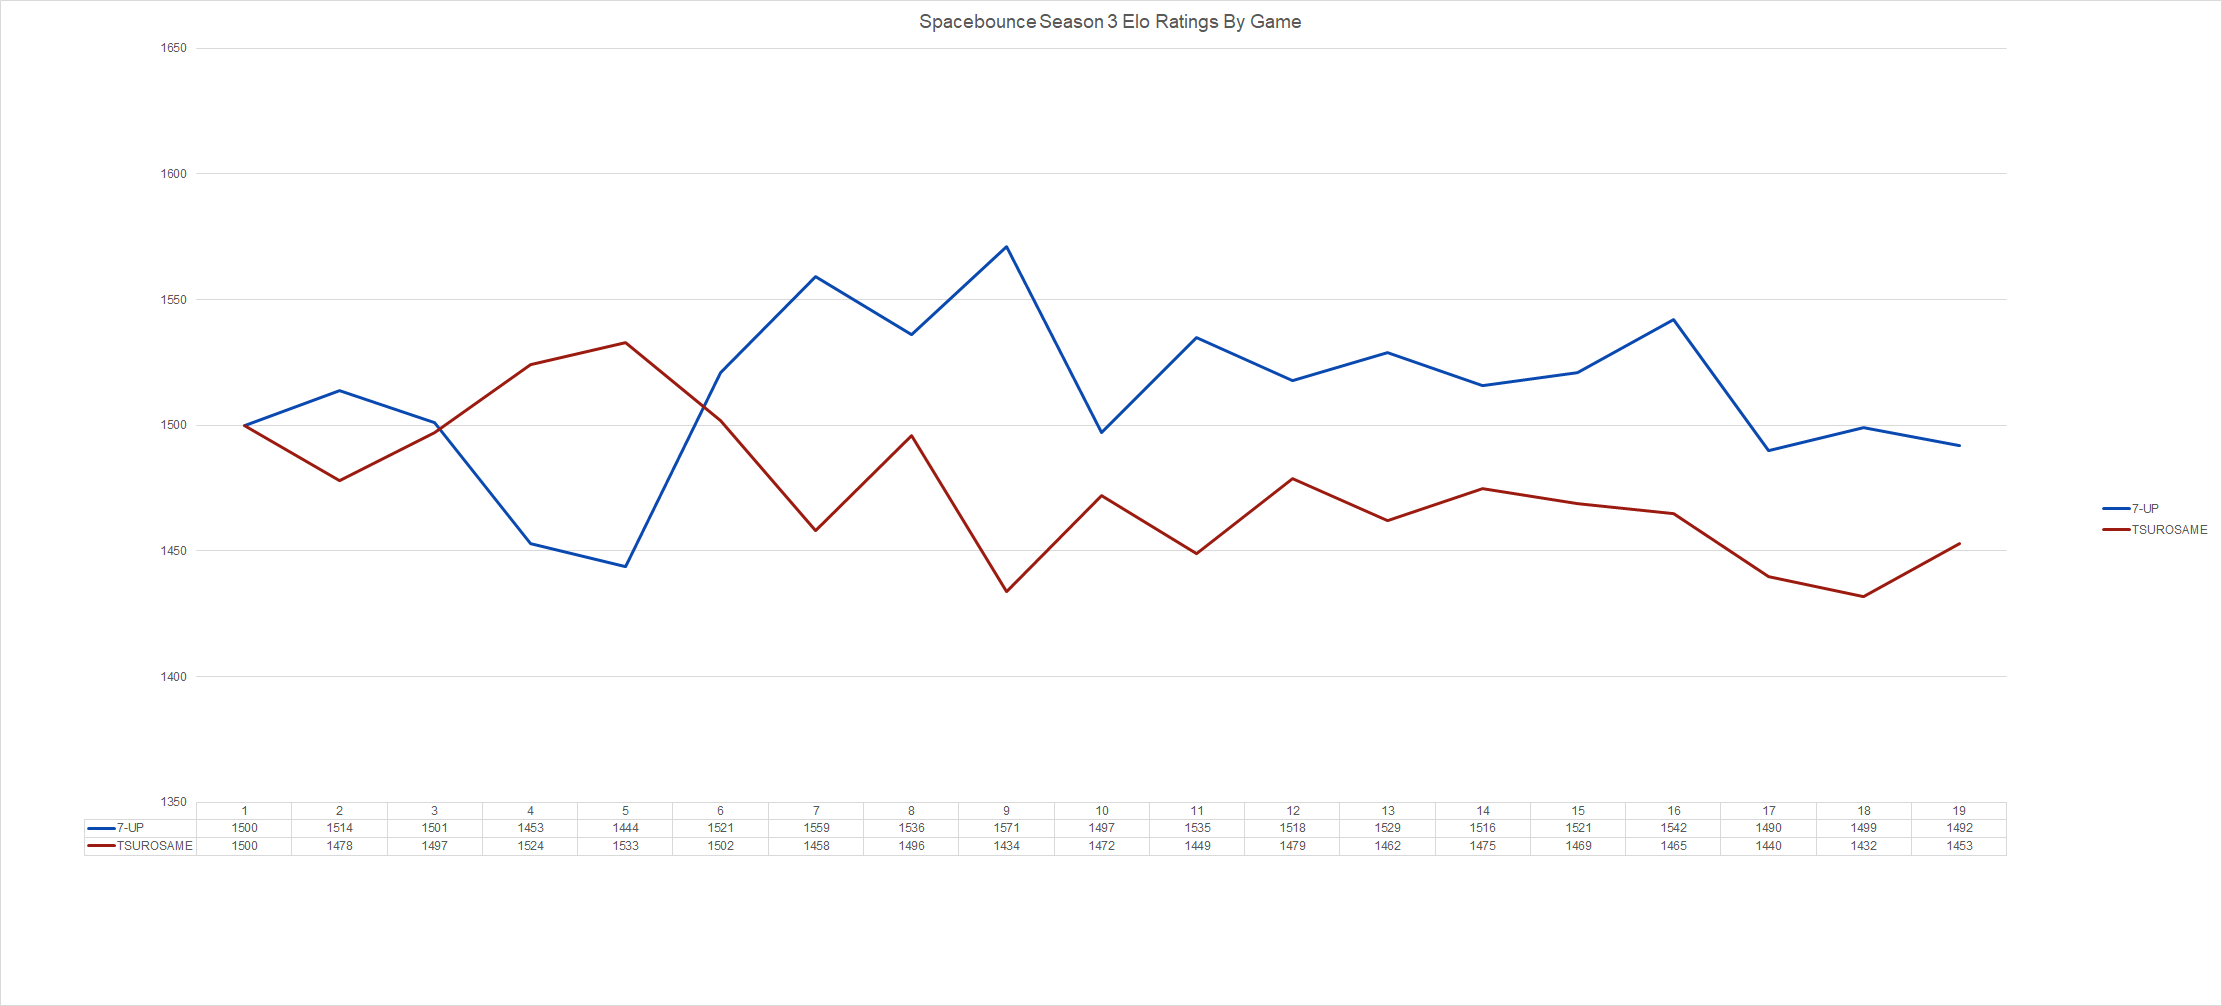 Spacebounce Season 3 Elo Ratings By Game
1650
1600
1550
1500
1450
1400
1350
1 2 3 4 5 6 7 8 9 10 11 12 13 14 15 16 17 18 19
7-UP 1500 1514 1501 1453 1444 1521 1559 1536 1571 1497 1535 1518 1529 1516 1521 1542 1490 1499 1492
TSUROSAME 1500 1478 1497 1524 1533 1502 1458 1496 1434 1472 1449 1479 1462 1475 1469 1465 1440 1432 1453
7-UP
TSUROSAME